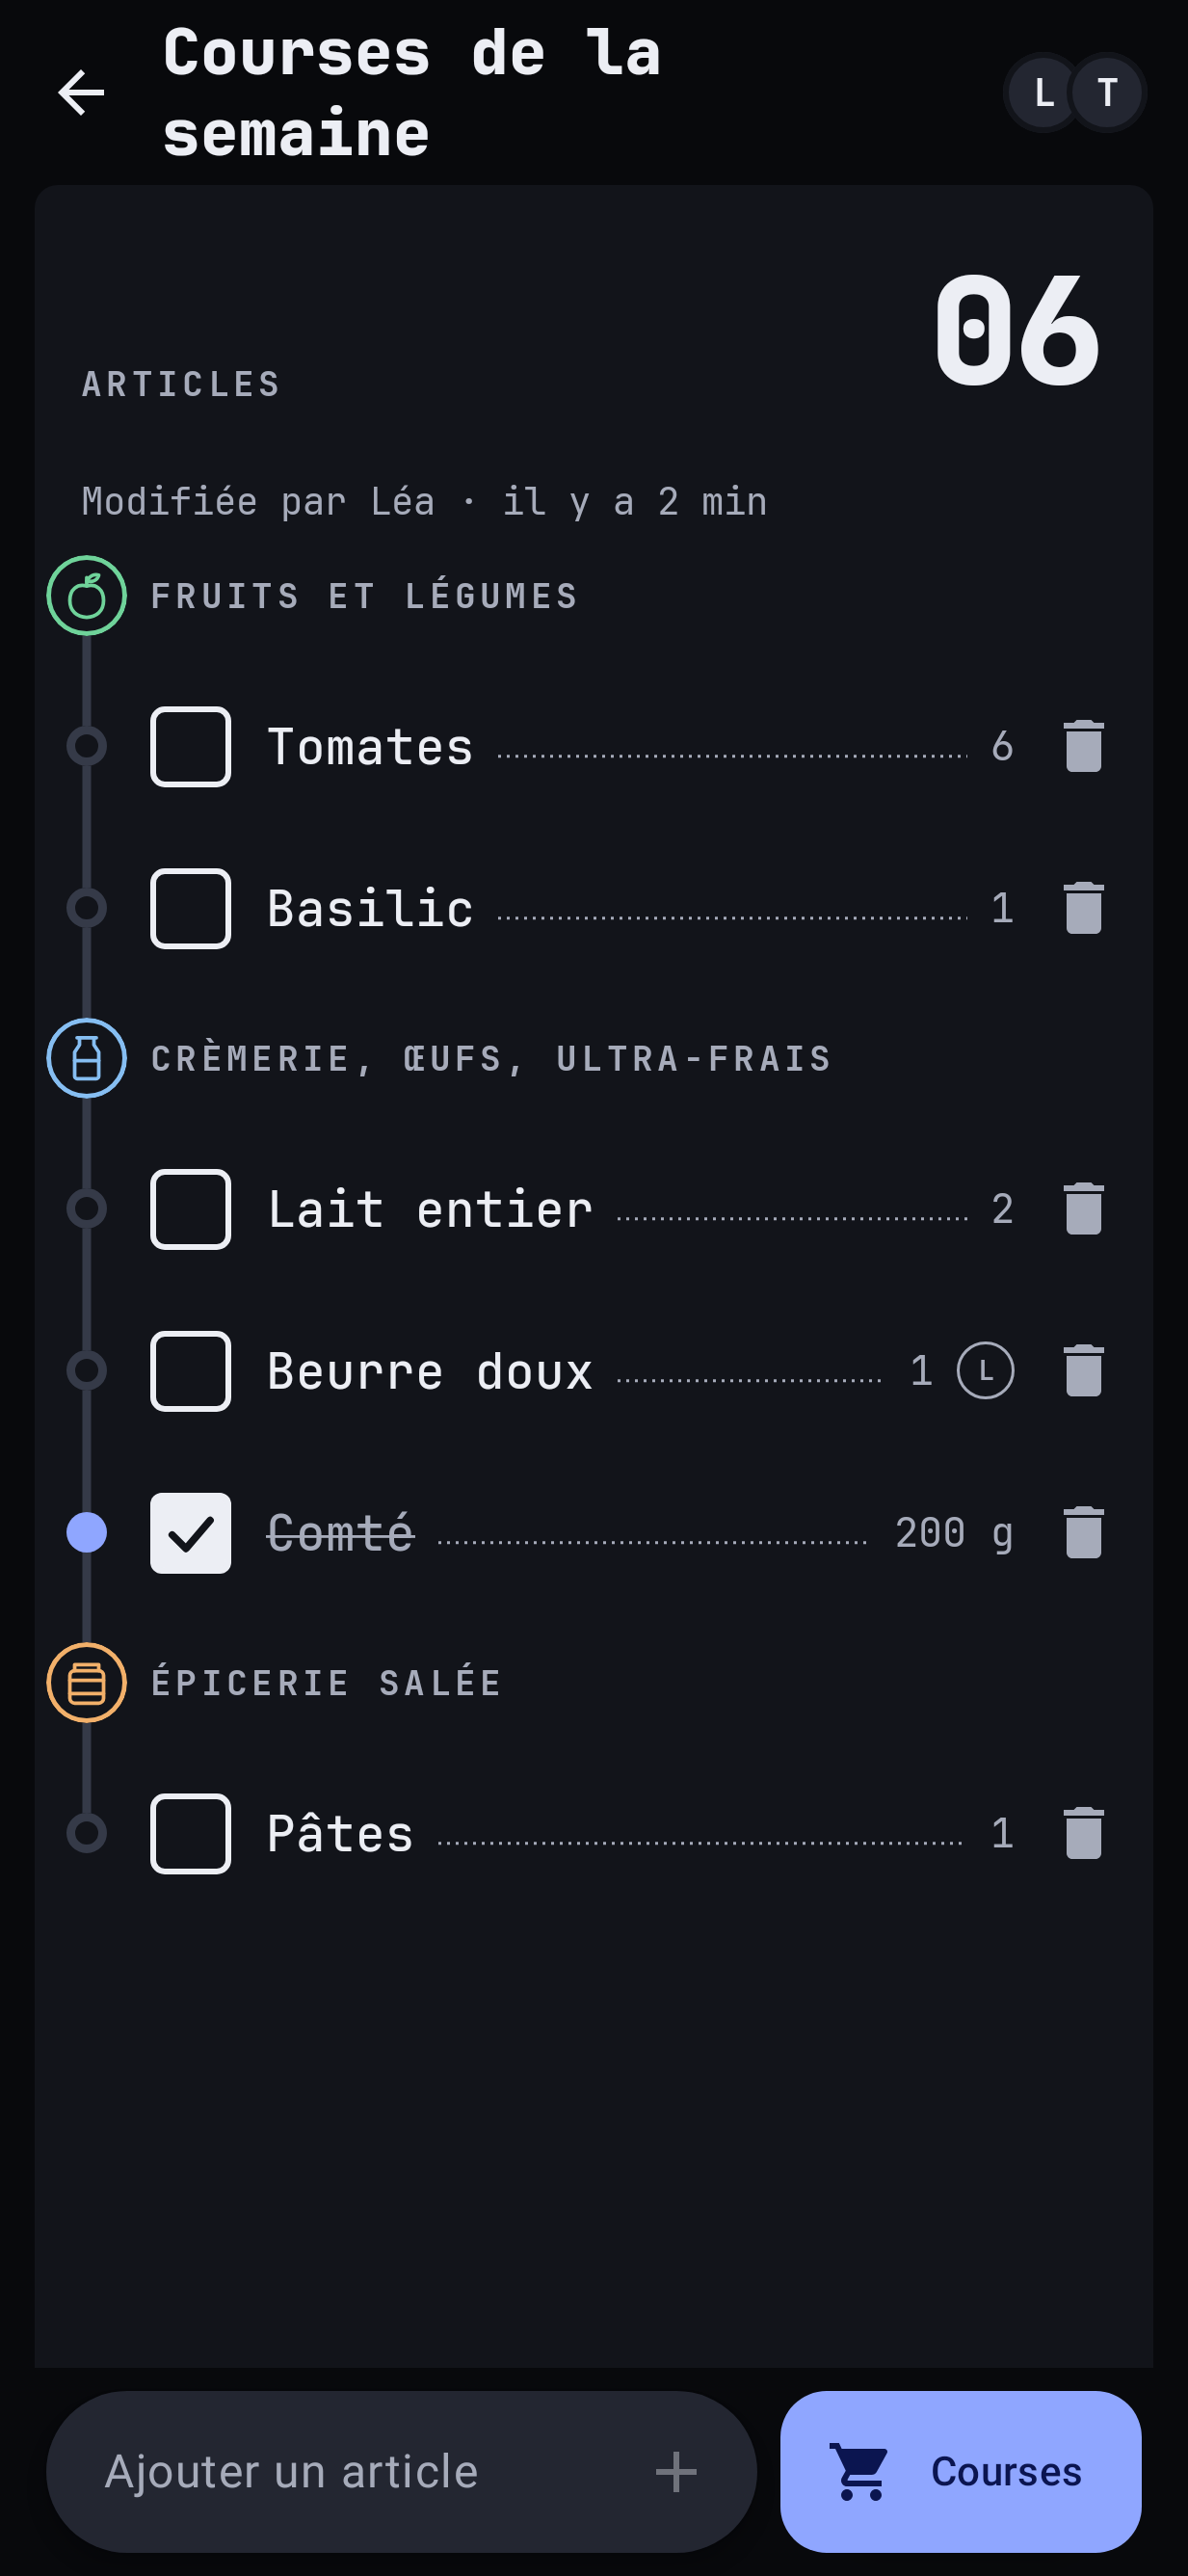 Courses de la
semaine
L T
06
ARTICLES
Modifiée par Léa · il y a 2 min
FRUITS ET LÉGUMES
Tomates 6
Basilic 1
CRÈMERIE, ŒUFS, ULTRA-FRAIS
Lait entier 2
Beurre doux 1 L
Comté 200 g
ÉPICERIE SALÉE
Pâtes 1
Ajouter un article +
Courses